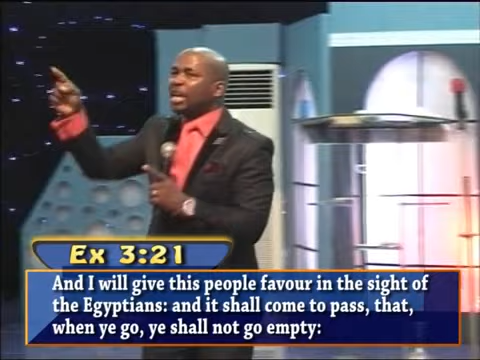 Ex 3:21
And I will give this people favour in the sight of
the Egyptians: and it shall come to pass, that,
when ye go, ye shall not go empty: